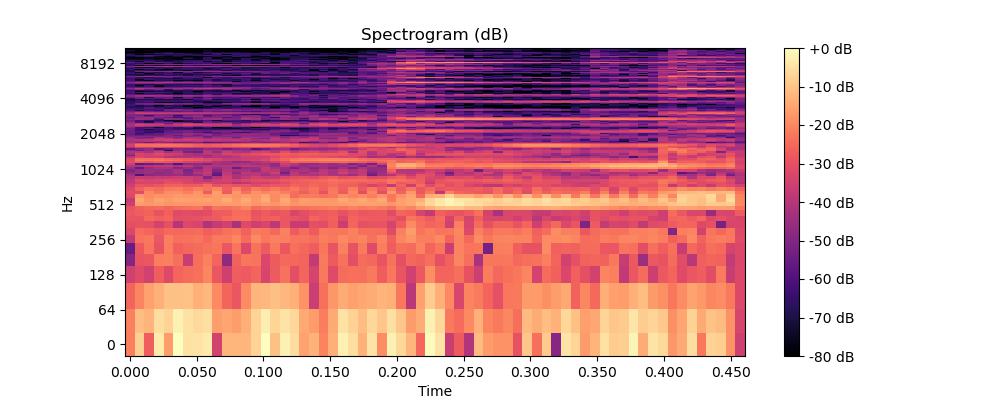 Spectrogram (dB)
8192
4096
2048
1024
512
256
128
64
0
Hz
0.000 0.050 0.100 0.150 0.200 0.250 0.300 0.350 0.400 0.450
Time
+0 dB
-10 dB
-20 dB
-30 dB
-40 dB
-50 dB
-60 dB
-70 dB
-80 dB